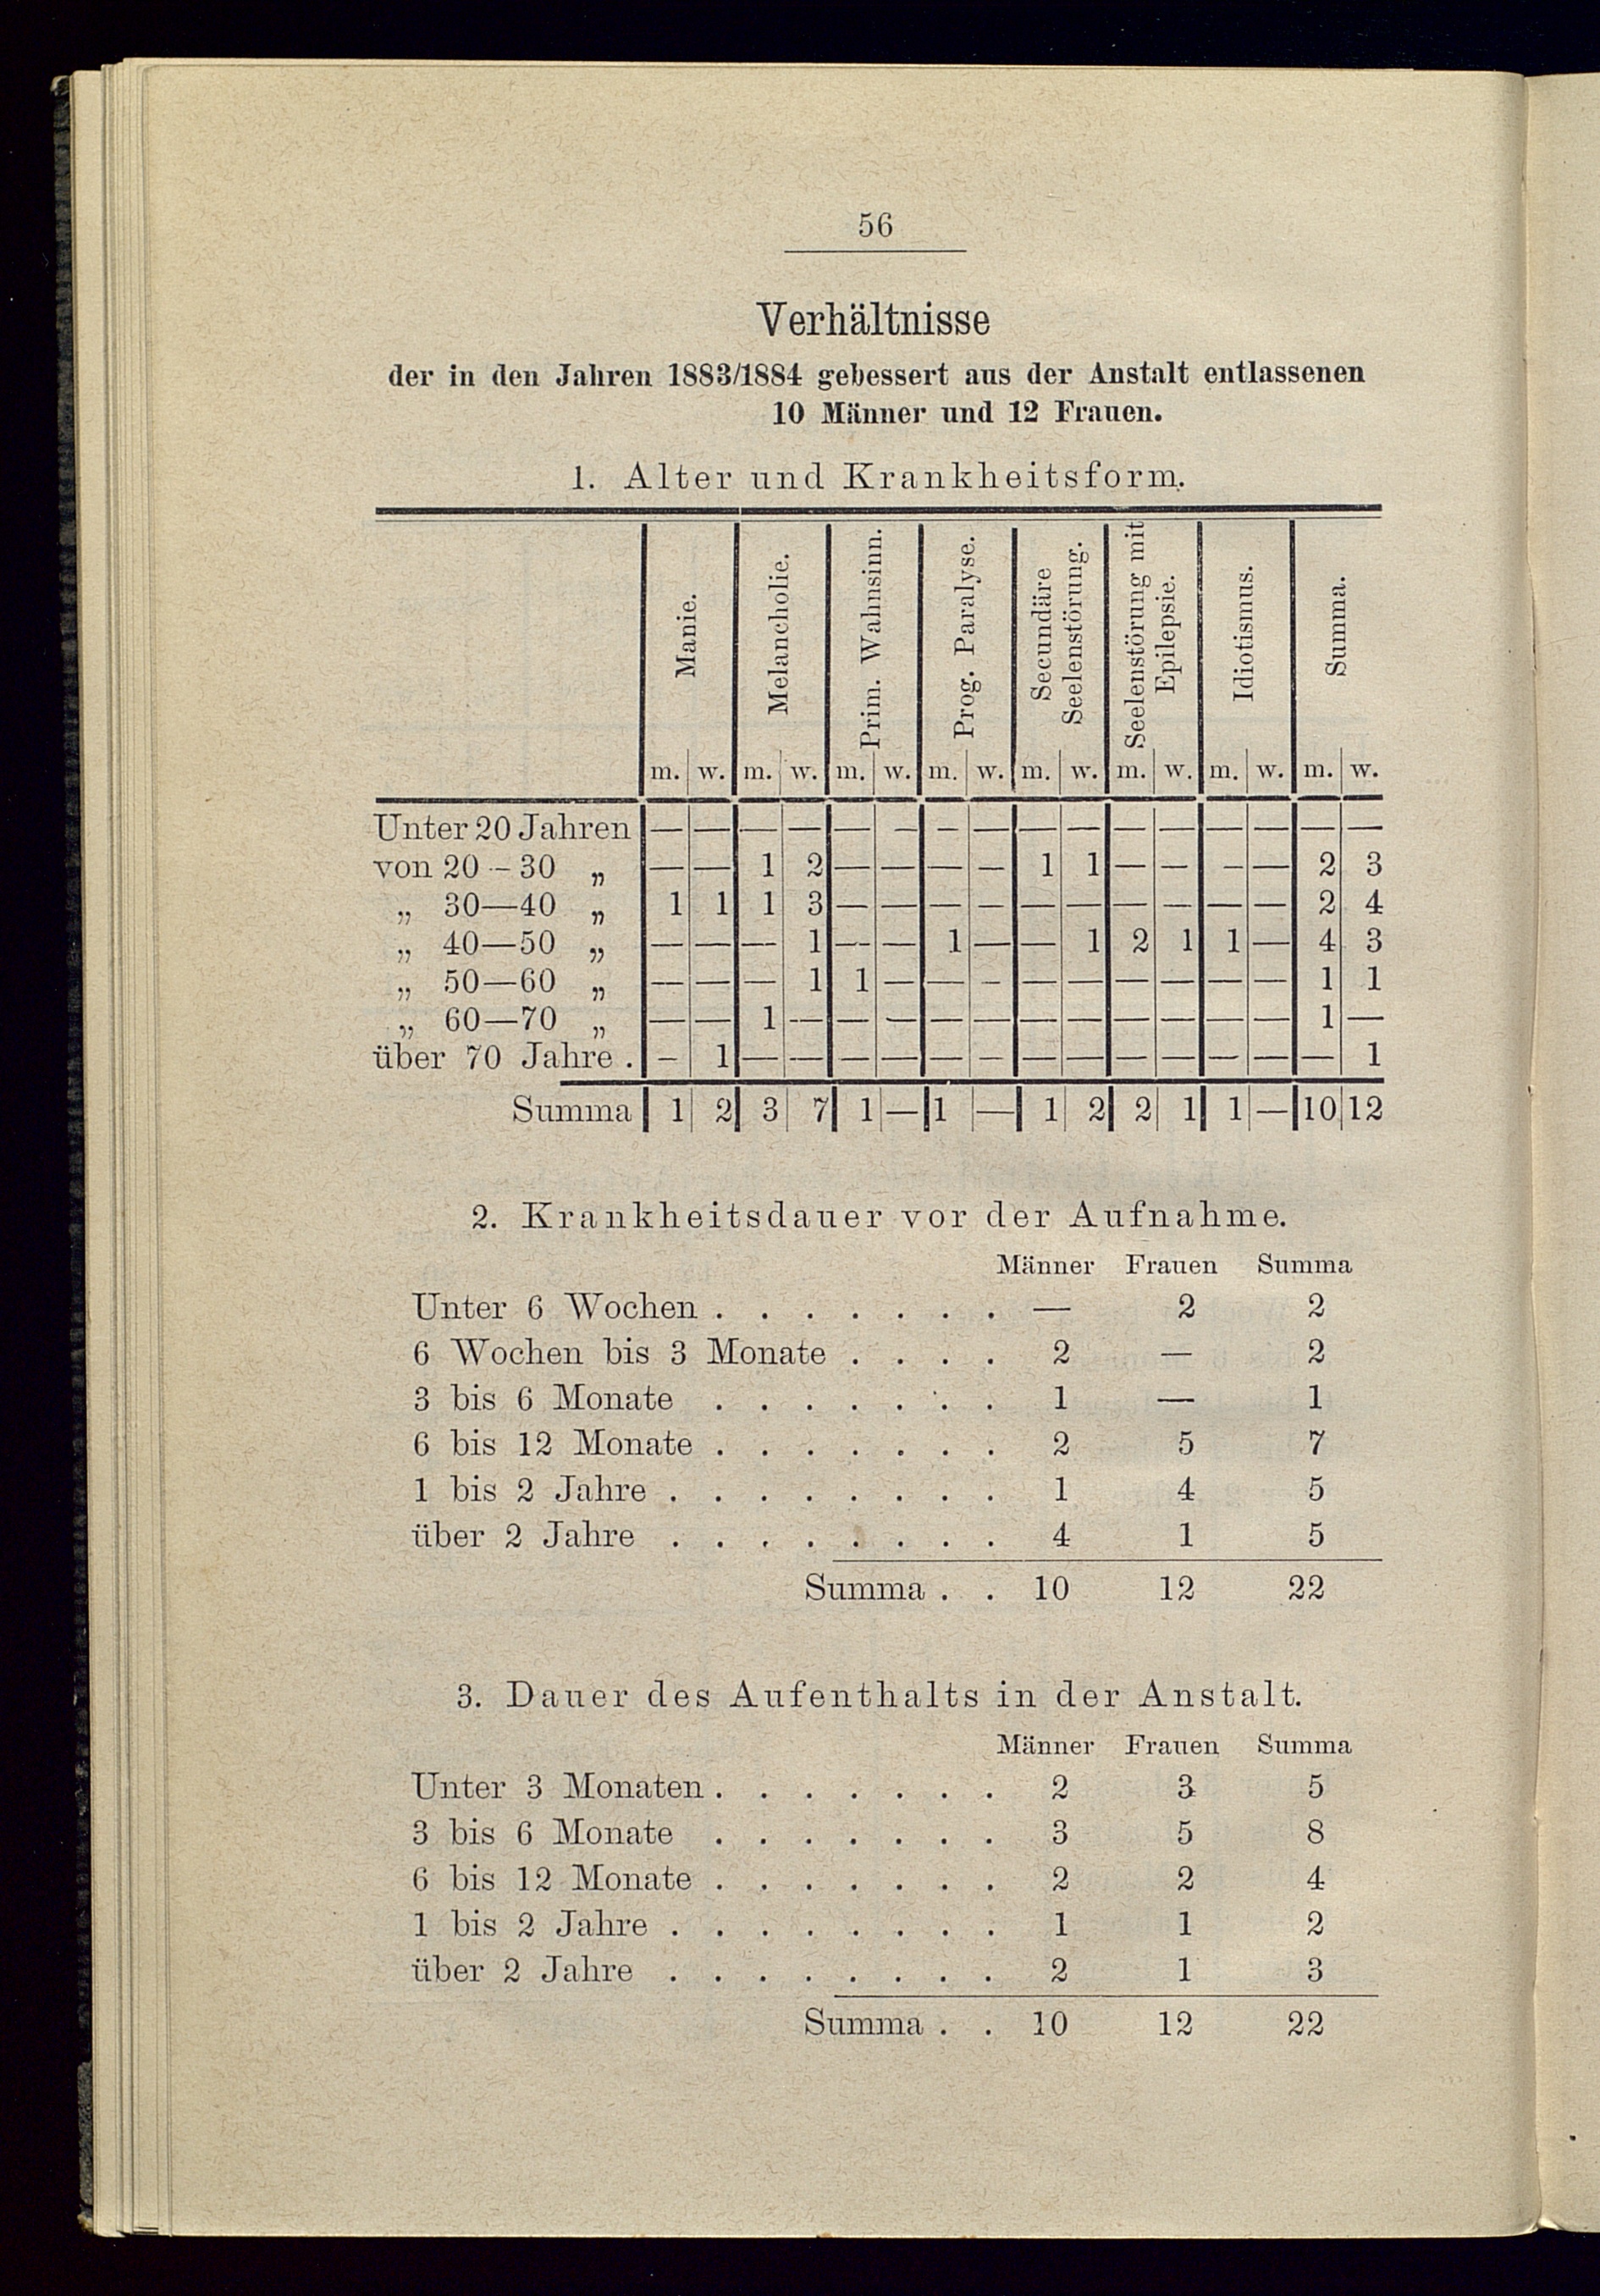 56
Verhältnisse
der in den Jahren 1883/1884 gebessert aus der Anstalt entlassenen
10 Männer und 12 Frauen.
1. Alter und Krankheitsform.
Manie. Melancholie. Prim. Wahnsinn. Prog. Paralyse. Secundäre Seelenstörung. Seelenstörung mit Epilepsie. Idiotismus. Summa.
m. w. m. w. m. w. m. w. m. w. m. w. m. w. m. w.
Unter 20 Jahren — — — — — — — — — — — — — — — —
von 20–30 „ — — 1 2 — — — — 1 1 — — — — 2 3
„ 30—40 „ 1 1 1 3 — — — — — — — — — — 2 4
„ 40—50 „ — — — 1 — — 1 — — 1 2 1 1 — 4 3
„ 50—60 „ — — — 1 1 — — — — — — — — — 1 1
„ 60—70 „ — — 1 — — — — — — — — — — — 1 —
über 70 Jahre . — 1 — — — — — — — — — — — — — 1
Summa 1 2 3 7 1 — 1 — 1 2 2 1 1 — 10 12
2. Krankheitsdauer vor der Aufnahme.
Männer Frauen Summa
Unter 6 Wochen . . . . . . . — 2 2
6 Wochen bis 3 Monate . . . . 2 — 2
3 bis 6 Monate . . . . . . . 1 — 1
6 bis 12 Monate . . . . . . . 2 5 7
1 bis 2 Jahre . . . . . . . . 1 4 5
über 2 Jahre . . . . . . . . 4 1 5
Summa . . 10 12 22
3. Dauer des Aufenthalts in der Anstalt.
Männer Frauen Summa
Unter 3 Monaten . . . . . . . 2 3 5
3 bis 6 Monate . . . . . . . 3 5 8
6 bis 12 Monate . . . . . . . 2 2 4
1 bis 2 Jahre . . . . . . . . 1 1 2
über 2 Jahre . . . . . . . . 2 1 3
Summa . . 10 12 22